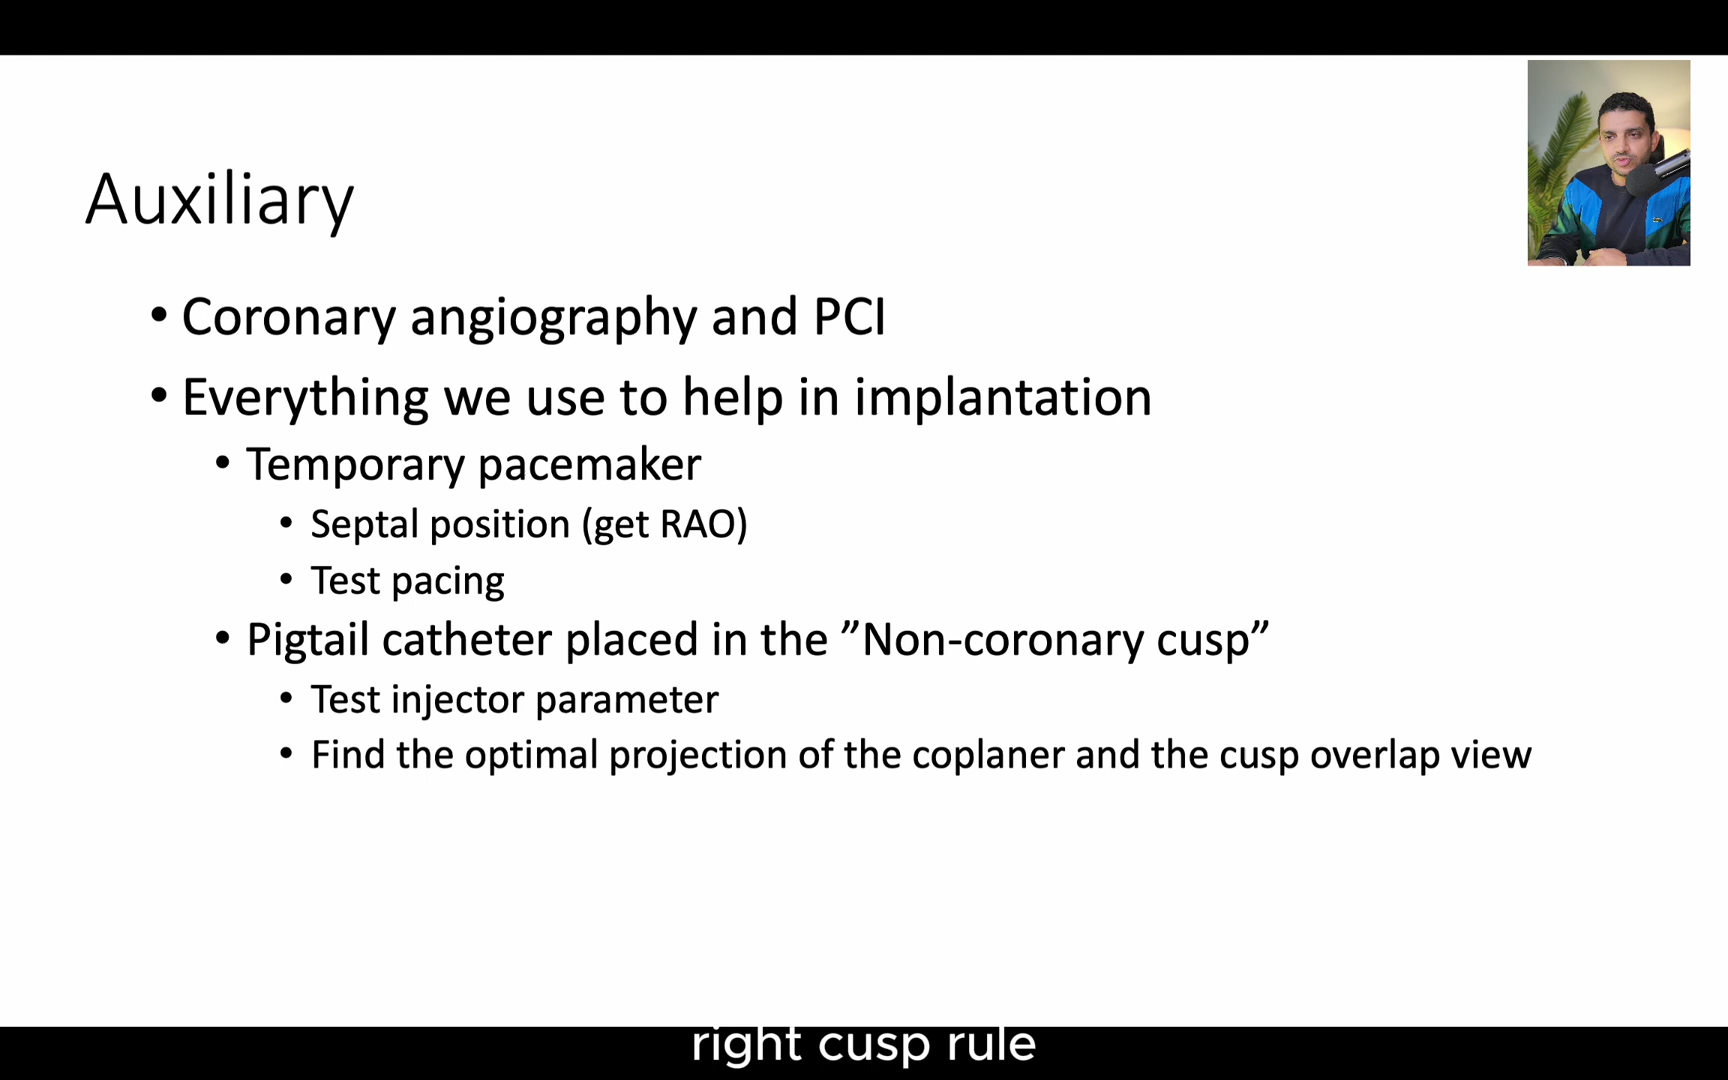 Auxiliary
• Coronary angiography and PCI
• Everything we use to help in implantation
• Temporary pacemaker
• Septal position (get RAO)
• Test pacing
• Pigtail catheter placed in the ”Non-coronary cusp”
• Test injector parameter
• Find the optimal projection of the coplaner and the cusp overlap view
right cusp rule